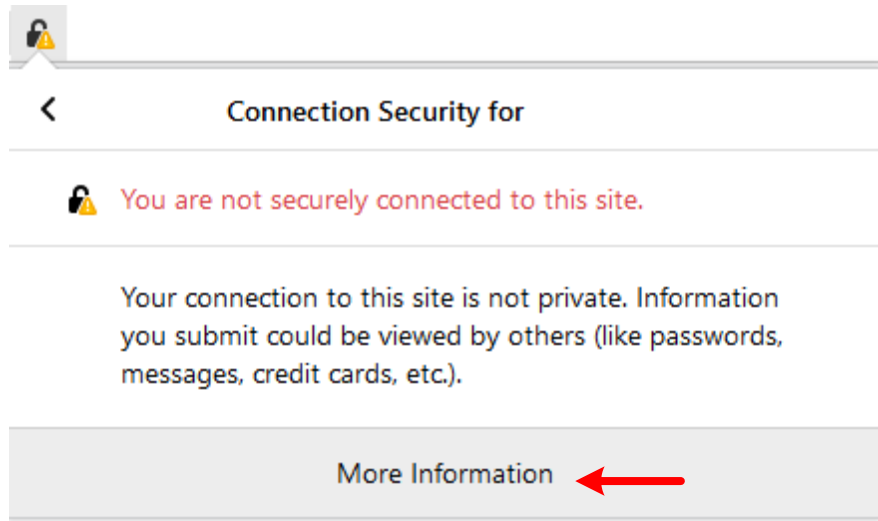 Connection Security for
You are not securely connected to this site.
Your connection to this site is not private. Information
you submit could be viewed by others (like passwords,
messages, credit cards, etc.).
More Information